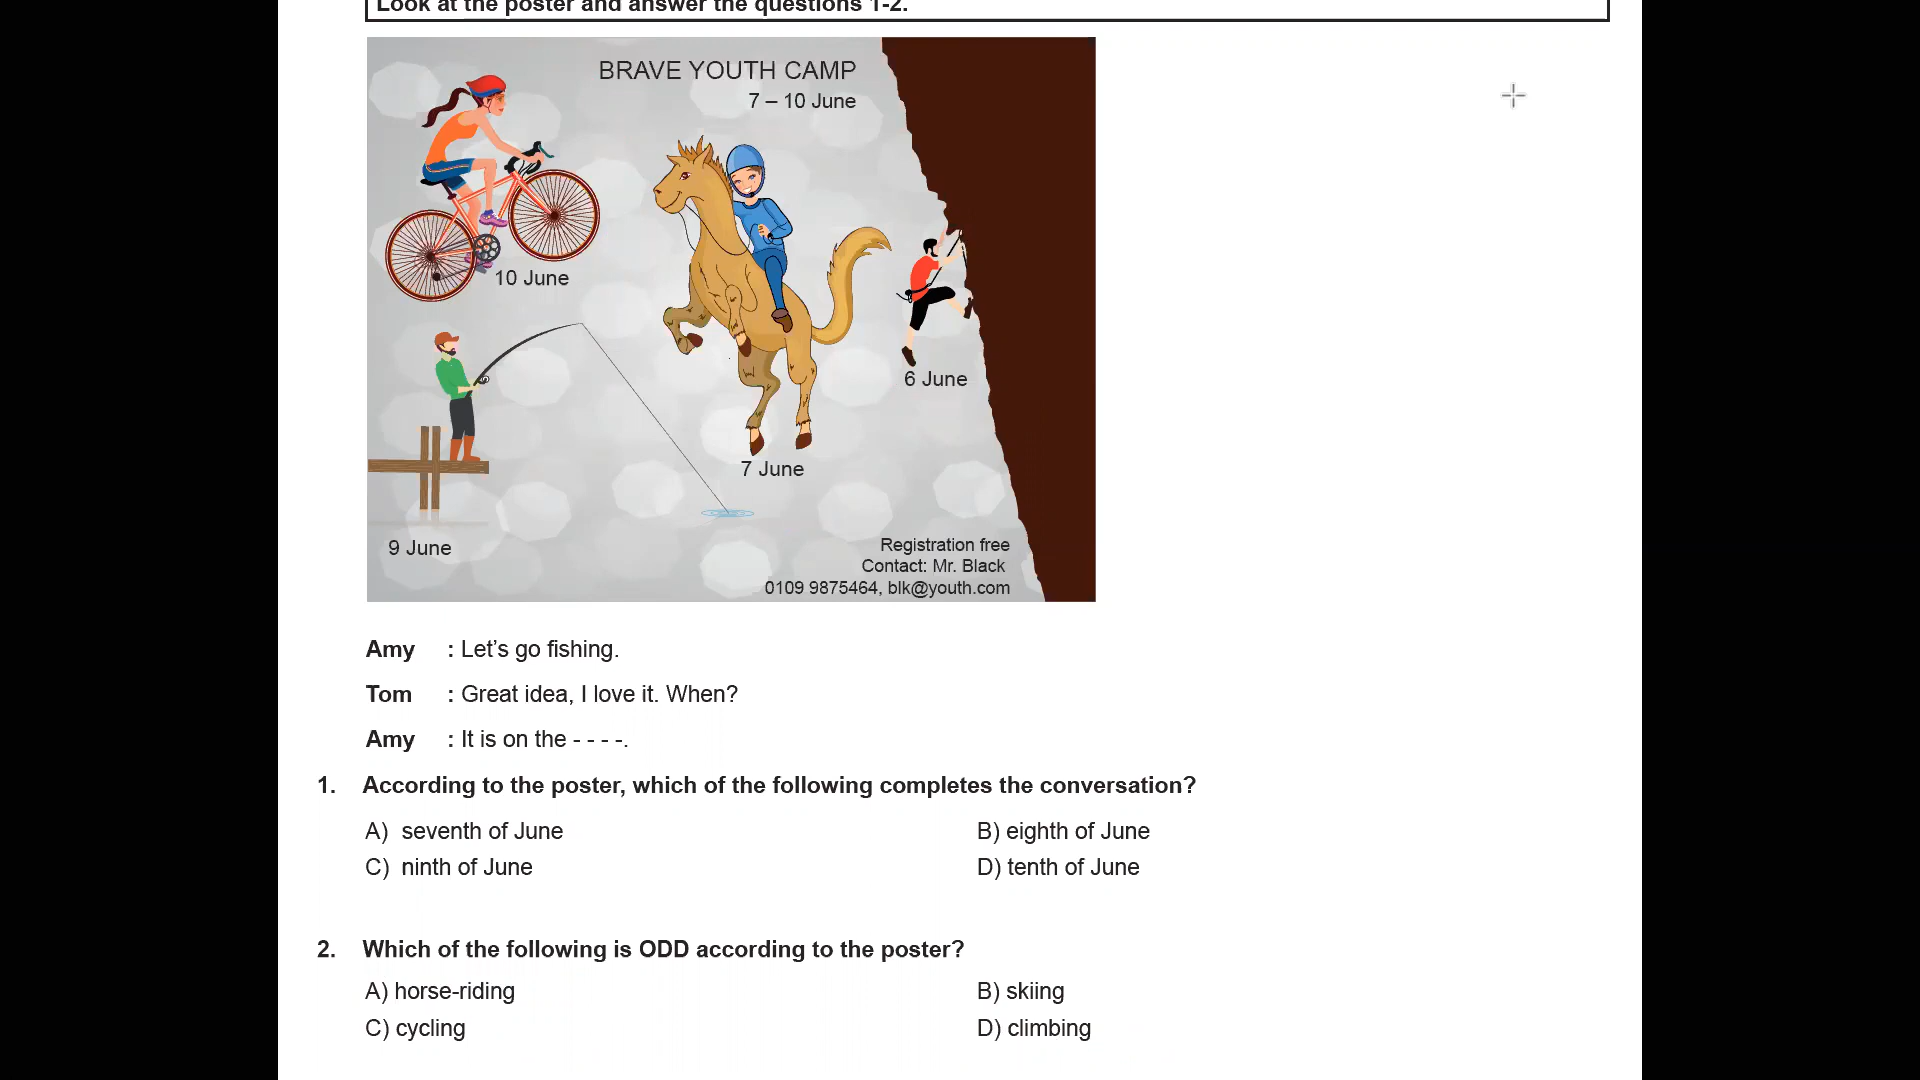 Look at the poster and answer the questions 1-2.
BRAVE YOUTH CAMP
7 – 10 June
10 June
6 June
7 June
9 June
Registration free
Contact: Mr. Black
0109 9875464, blk@youth.com
Amy : Let’s go fishing.
Tom : Great idea, I love it. When?
Amy : It is on the - - - -.
1. According to the poster, which of the following completes the conversation?
A) seventh of June B) eighth of June
C) ninth of June D) tenth of June
2. Which of the following is ODD according to the poster?
A) horse-riding B) skiing
C) cycling D) climbing